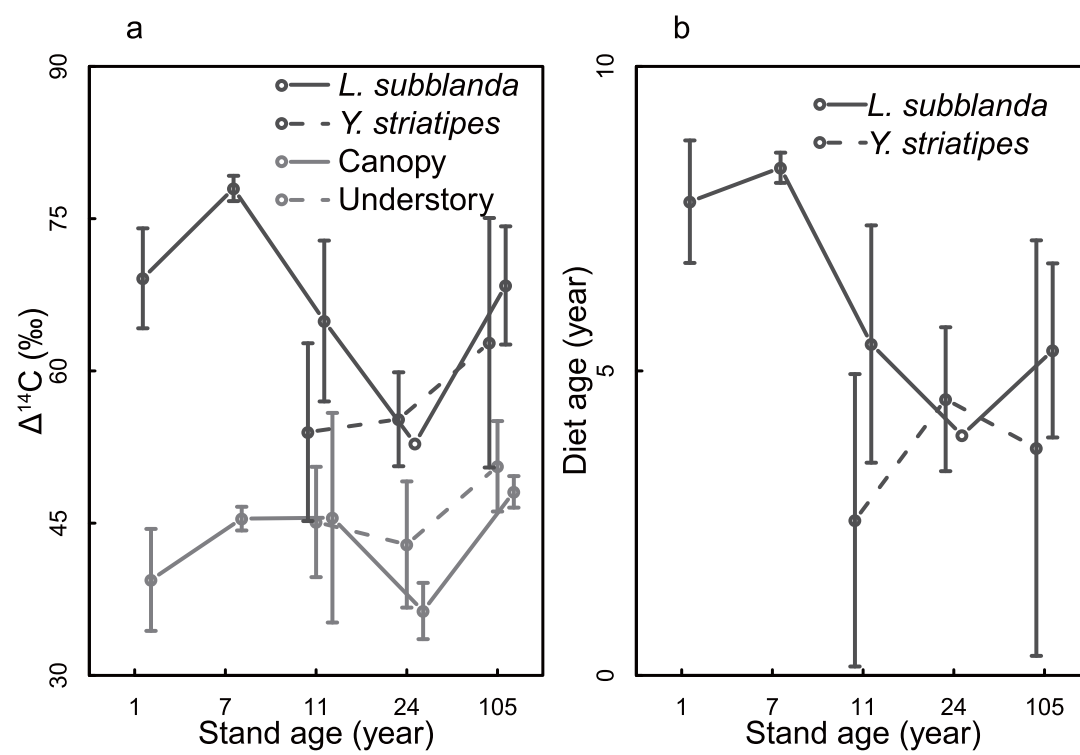 a
90
75
60
45
30
Δ¹⁴C (‰)
L. subblanda
Y. striatipes
Canopy
Understory
1 7 11 24 105
Stand age (year)
b
10
5
0
Diet age (year)
L. subblanda
Y. striatipes
1 7 11 24 105
Stand age (year)